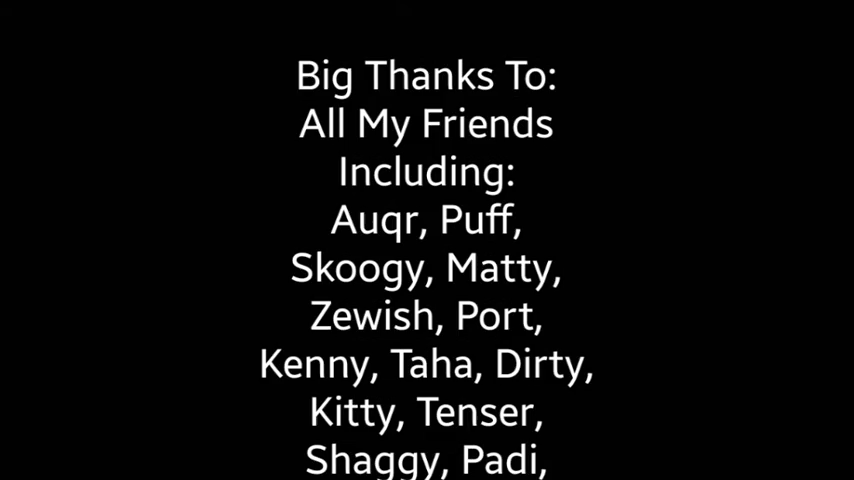 Big Thanks To:
All My Friends
Including:
Auqr, Puff,
Skoogy, Matty,
Zewish, Port,
Kenny, Taha, Dirty,
Kitty, Tenser,
Shaggy, Padi,